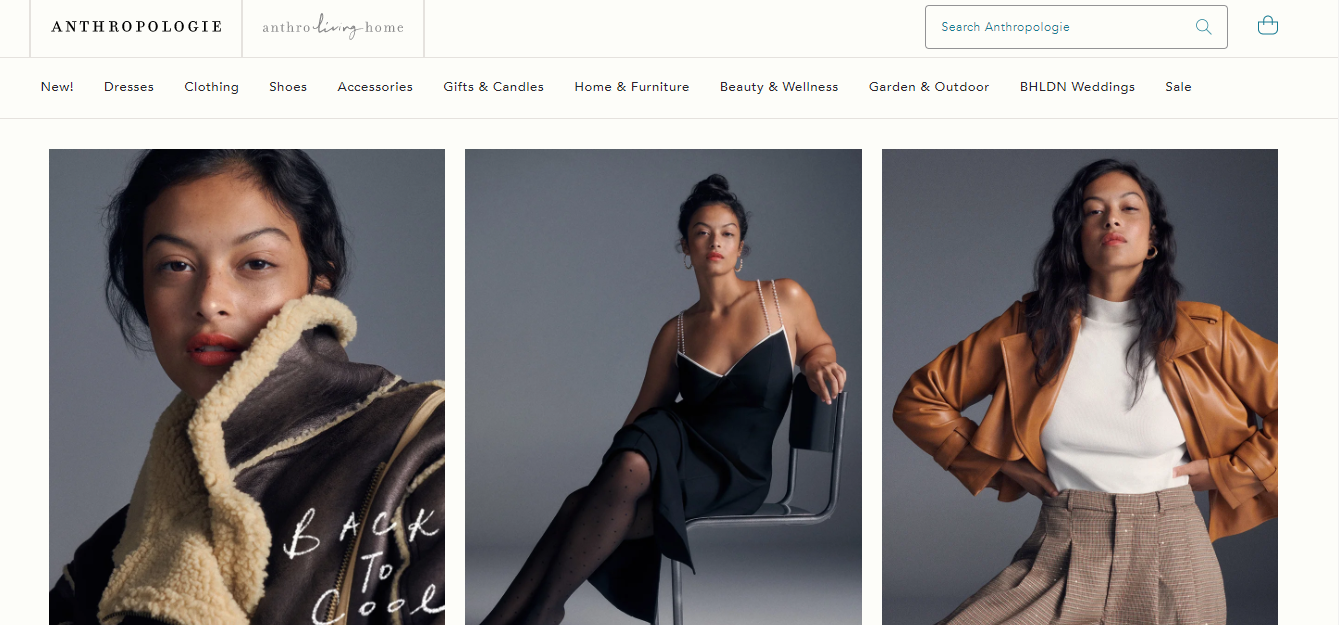 ANTHROPOLOGIE
anthro living home
Search Anthropologie
New! Dresses Clothing Shoes Accessories Gifts & Candles Home & Furniture Beauty & Wellness Garden & Outdoor BHLDN Weddings Sale
BACK
To
Cool